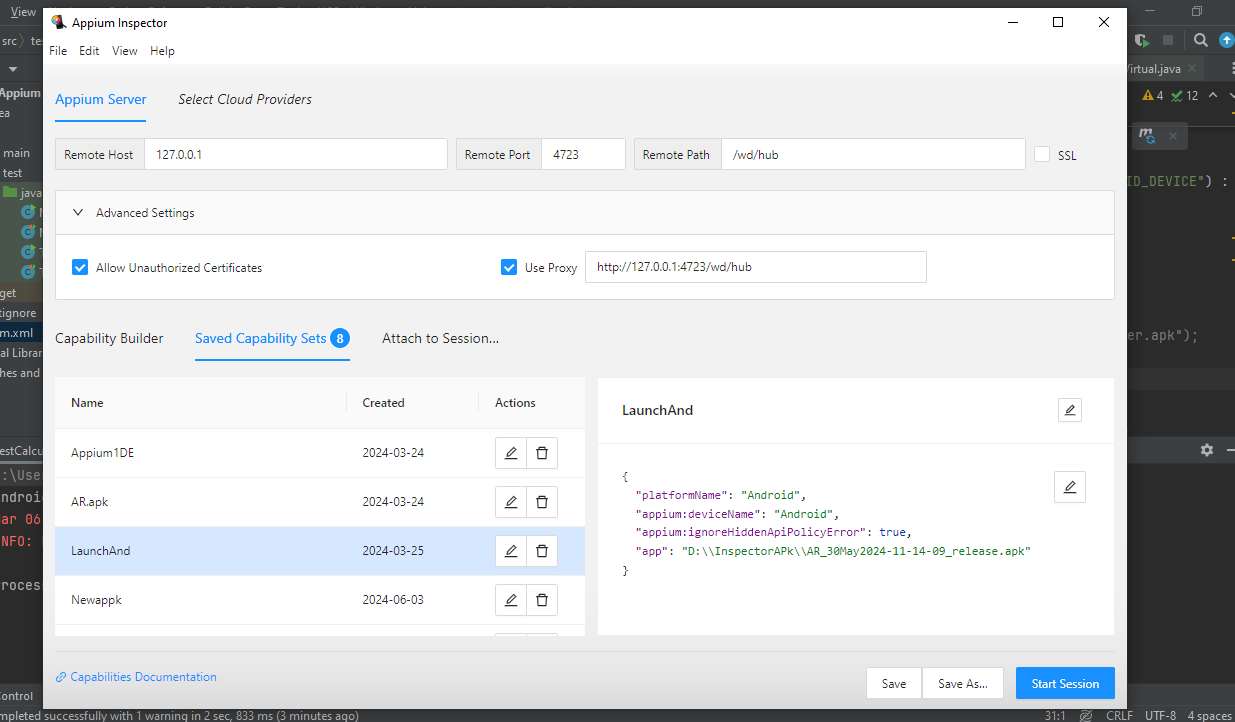 View
Appium Inspector
File Edit View Help
src
Appium Server Select Cloud Providers
Virtual.java
Appium
4 12
main
Remote Host 127.0.0.1 Remote Port 4723 Remote Path /wd/hub SSL
test
java
ID_DEVICE") :
Advanced Settings
Allow Unauthorized Certificates Use Proxy http://127.0.0.1:4723/wd/hub
get
tignore
m.xml
er.apk");
Capability Builder Saved Capability Sets 8 Attach to Session...
al Librar
hes and
Name Created Actions
LaunchAnd
Appium1DE 2024-03-24
estCalcu
:\Use
{
"platformName": "Android",
AR.apk 2024-03-24
ndroid
"appium:deviceName": "Android",
ar 06
"appium:ignoreHiddenApiPolicyError": true,
NFO:
LaunchAnd 2024-03-25
"app": "D:\\InspectorAPk\\AR_30May2024-11-14-09_release.apk"
}
roces
Newappk 2024-06-03
Capabilities Documentation
Save Save As... Start Session
ontrol
mpleted successfully with 1 warning in 2 sec, 833 ms (3 minutes ago) 31:1 CRLF UTF-8 4 spaces